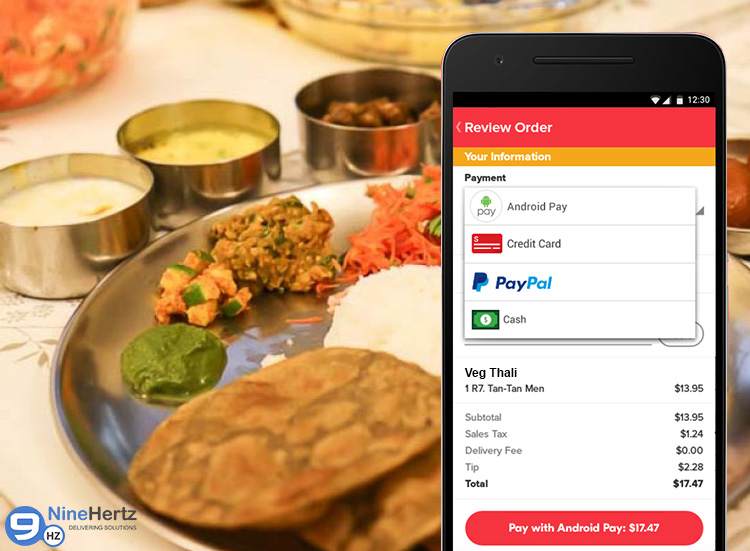 12:30
Review Order
Your Information
Payment
pay Android Pay
S Credit Card
PayPal
$ Cash
Veg Thali
1 R7. Tan-Tan Men $13.95
Subtotal $13.95
Sales Tax $1.24
Delivery Fee $0.00
Tip $2.28
Total $17.47
Pay with Android Pay: $17.47
9 NineHertz
HZ DELIVERING SOLUTIONS